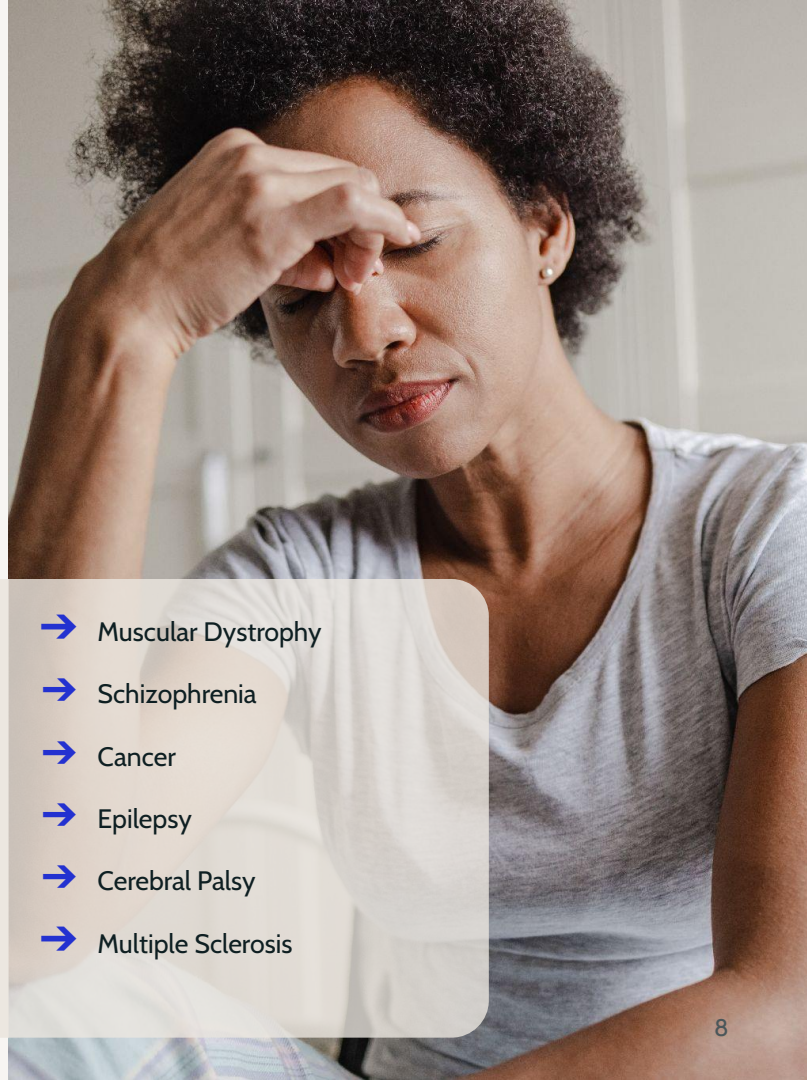 ➔ Muscular Dystrophy
➔ Schizophrenia
➔ Cancer
➔ Epilepsy
➔ Cerebral Palsy
➔ Multiple Sclerosis
8